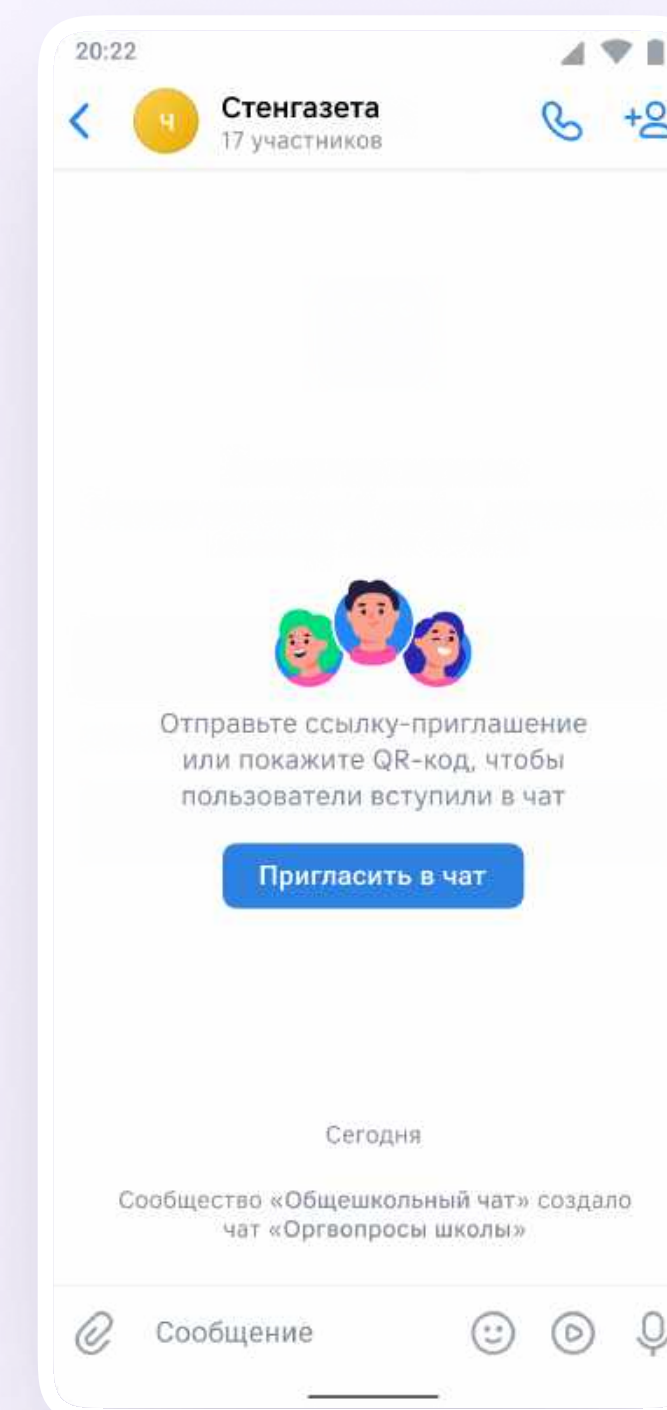 20:22
Ч
Стенгазета
17 участников
Отправьте ссылку-приглашение
или покажите QR-код, чтобы
пользователи вступили в чат
Пригласить в чат
Сегодня
Сообщество «Общешкольный чат» создало
чат «Оргвопросы школы»
Сообщение